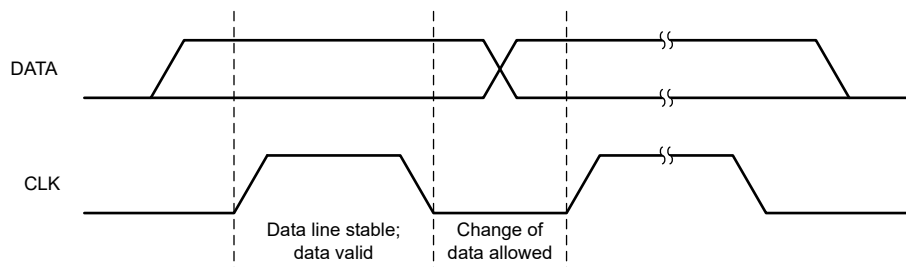 DATA
CLK
Data line stable;
data valid
Change of
data allowed